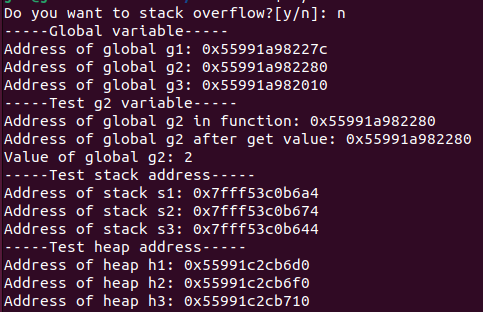 Do you want to stack overflow?[y/n]: n
-----Global variable-----
Address of global g1: 0x55991a98227c
Address of global g2: 0x55991a982280
Address of global g3: 0x55991a982010
-----Test g2 variable-----
Address of global g2 in function: 0x55991a982280
Address of global g2 after get value: 0x55991a982280
Value of global g2: 2
-----Test stack address-----
Address of stack s1: 0x7fff53c0b6a4
Address of stack s2: 0x7fff53c0b674
Address of stack s3: 0x7fff53c0b644
-----Test heap address-----
Address of heap h1: 0x55991c2cb6d0
Address of heap h2: 0x55991c2cb6f0
Address of heap h3: 0x55991c2cb710